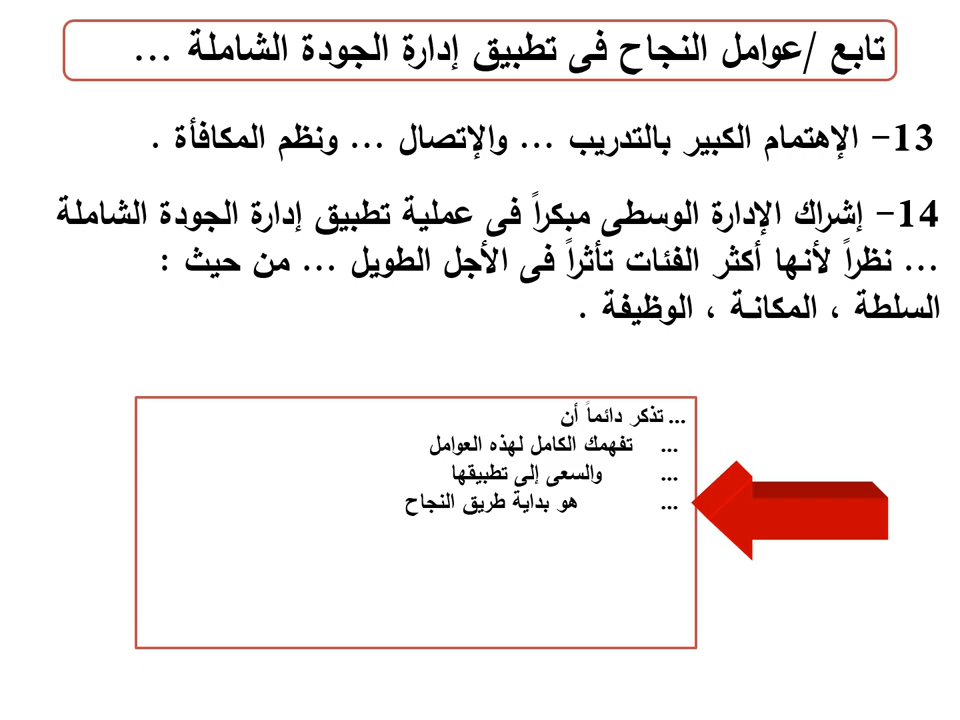 تابع /عوامل النجاح فى تطبيق إدارة الجودة الشاملة ...
13- الإهتمام الكبير بالتدريب ... والإتصال ... ونظم المكافأة .
14- إشراك الإدارة الوسطى مبكراً فى عملية تطبيق إدارة الجودة الشاملة
... نظراً لأنها أكثر الفئات تأثراً فى الأجل الطويل ... من حيث :
السلطة ، المكانة ، الوظيفة .
... تذكر دائماً أن
... تفهمك الكامل لهذه العوامل
... والسعى إلى تطبيقها
... هو بداية طريق النجاح